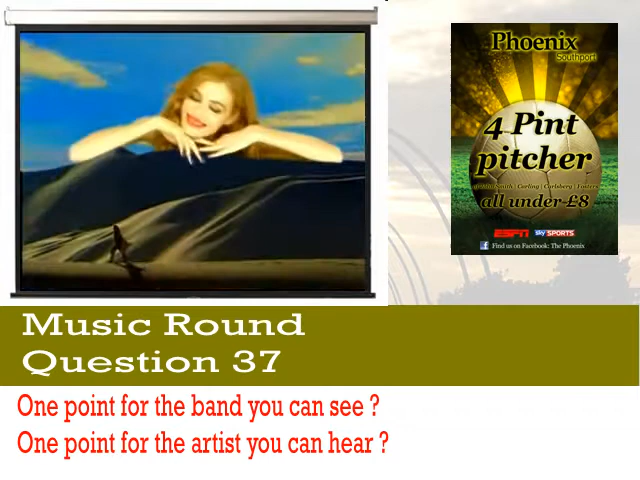 Phoenix
Southport
4 Pint
pitcher
all under £8
ESPN sky SPORTS
f Find us on Facebook: The Phoenix
Music Round
Question 37
One point for the band you can see ?
One point for the artist you can hear ?